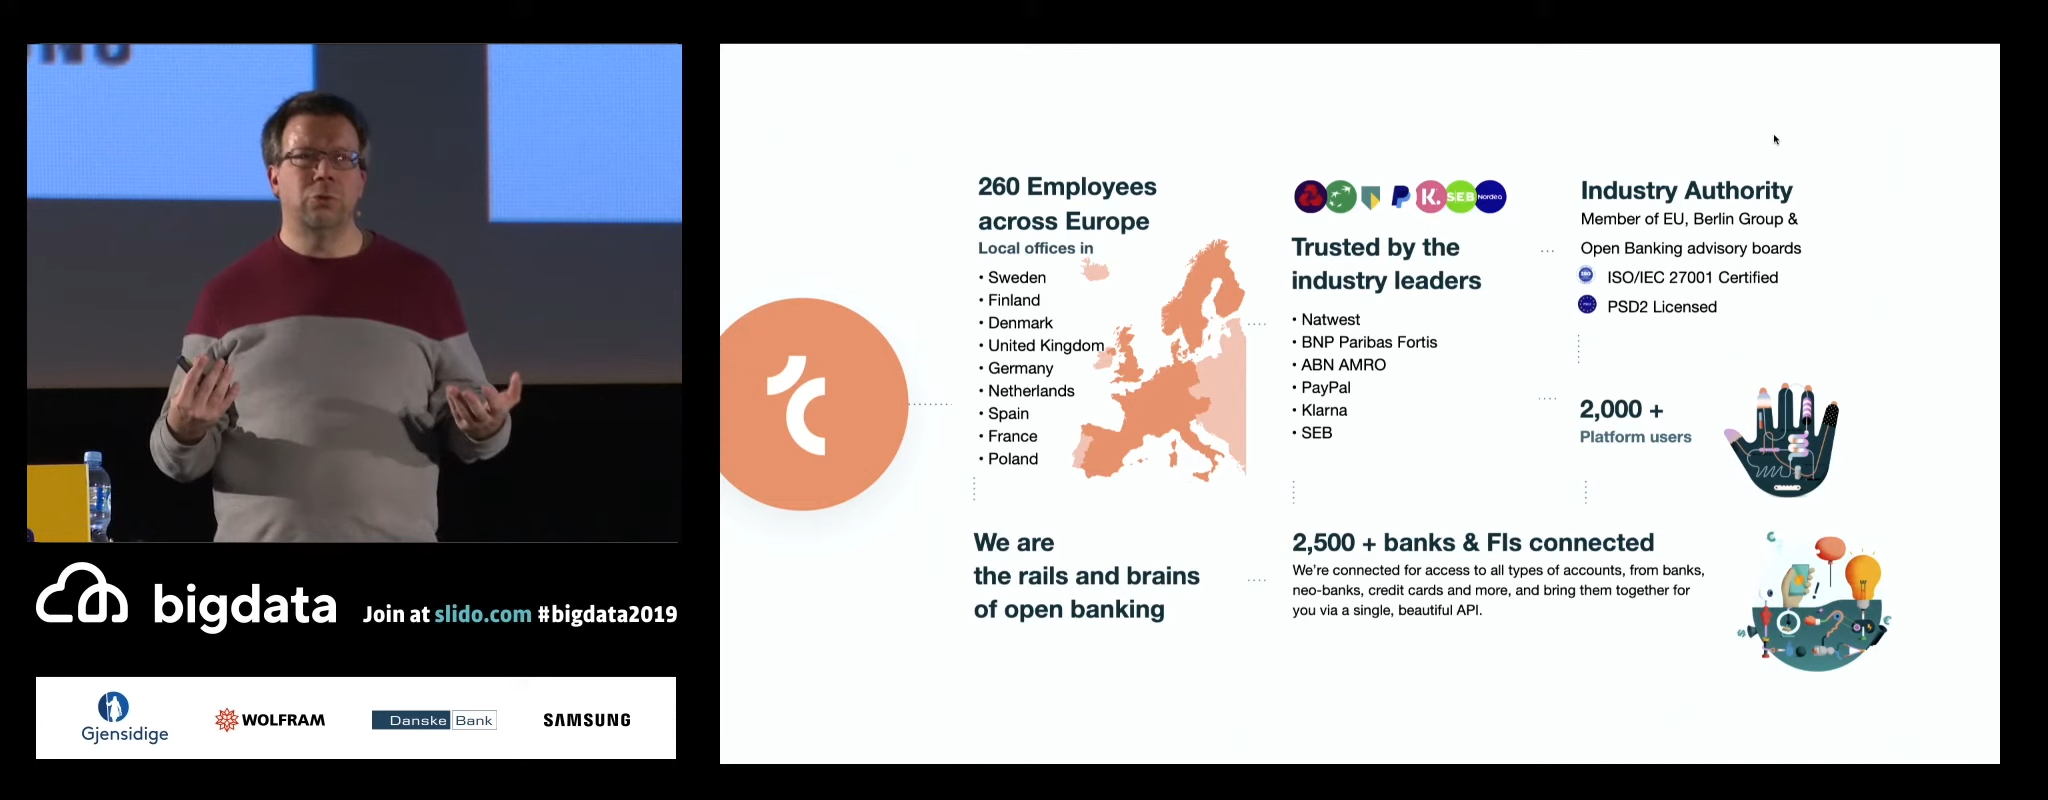 bigdata
Join at slido.com #bigdata2019
Gjensidige
WOLFRAM
Danske Bank
SAMSUNG
260 Employees
across Europe
Local offices in
• Sweden
• Finland
• Denmark
• United Kingdom
• Germany
• Netherlands
• Spain
• France
• Poland
We are
the rails and brains
of open banking
K.
SEB
Nordea
Trusted by the
industry leaders
• Natwest
• BNP Paribas Fortis
• ABN AMRO
• PayPal
• Klarna
• SEB
2,500 + banks & FIs connected
We're connected for access to all types of accounts, from banks,
neo-banks, credit cards and more, and bring them together for
you via a single, beautiful API.
Industry Authority
Member of EU, Berlin Group &
Open Banking advisory boards
ISO
ISO/IEC 27001 Certified
PSD2 Licensed
2,000 +
Platform users